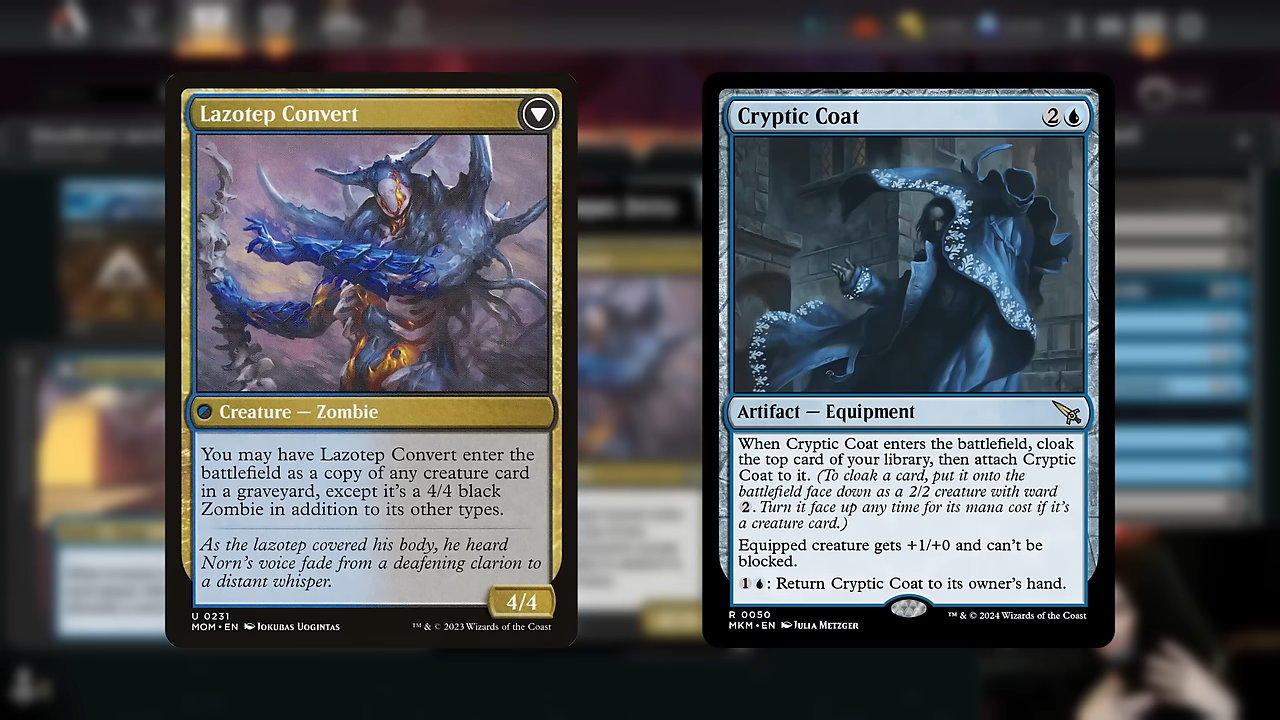 Lazotep Convert
Creature — Zombie
You may have Lazotep Convert enter the
battlefield as a copy of any creature card
in a graveyard, except it's a 4/4 black
Zombie in addition to its other types.
As the lazotep covered his body, he heard
Norn's voice fade from a deafening clarion to
a distant whisper.
4/4
U 0231
MOM • EN Jokubas Uogintas
™ & © 2023 Wizards of the Coast
Cryptic Coat
2
Artifact — Equipment
When Cryptic Coat enters the battlefield, cloak
the top card of your library, then attach Cryptic
Coat to it. (To cloak a card, put it onto the
battlefield face down as a 2/2 creature with ward
2. Turn it face up any time for its mana cost if it's
a creature card.)
Equipped creature gets +1/+0 and can't be
blocked.
1: Return Cryptic Coat to its owner's hand.
R 0050
MKM • EN Julia Metzger
™ & © 2024 Wizards of the Coast